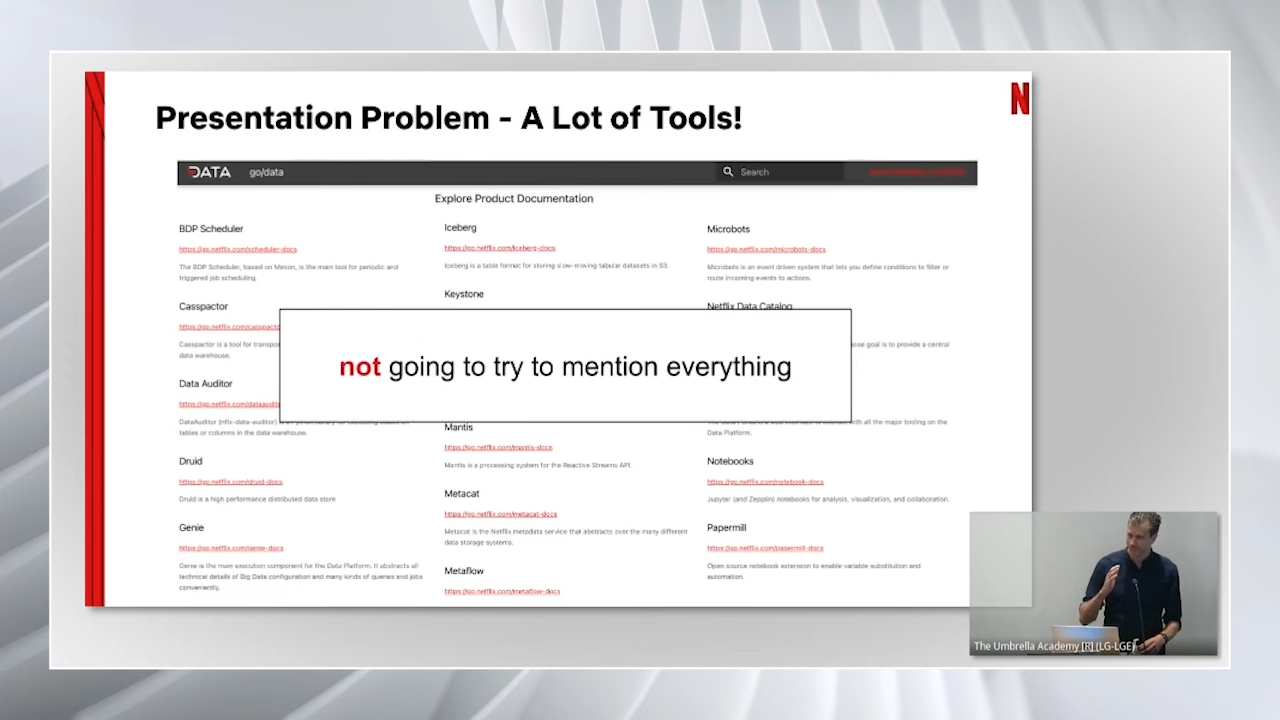 Presentation Problem - A Lot of Tools!
N
DATA
go/data
Search
Explore Product Documentation
BDP Scheduler
https://go.netflix.com/scheduler-docs
The BDP Scheduler, based on Meson, is the main tool for periodic and
triggered job scheduling.
Casspactor
https://go.netflix.com/casspacto
Casspactor is a tool for transpor
data warehouse.
Data Auditor
https://go.netflix.com/dataaudit
DataAuditor (nflx-data-auditor)
tables or columns in the data warehouse.
Druid
https://go.netflix.com/druid-docs
Druid is a high performance distributed data store
Genie
https://go.netflix.com/genie-docs
Genie is the main execution component for the Data Platform. It abstracts all
technical details of Big Data configuration and many kinds of queries and jobs
conveniently.
Iceberg
https://go.netflix.com/iceberg-docs
Iceberg is a table format for storing slow-moving tabular datasets in S3.
Keystone
not going to try to mention everything
Mantis
https://go.netflix.com/mantis-docs
Mantis is a processing system for the Reactive Streams API.
Metacat
https://go.netflix.com/metacat-docs
Metacat is the Netflix metadata service that abstracts over the many different
data storage systems.
Metaflow
https://go.netflix.com/metaflow-docs
Microbots
https://go.netflix.com/microbots-docs
Microbots is an event driven system that lets you define conditions to filter or
route incoming events to actions.
Netflix Data Catalog
ose goal is to provide a central
with all the major tooling on the
Data Platform.
Notebooks
https://go.netflix.com/notebook-docs
Jupyter (and Zepplin) notebooks for analysis, visualization, and collaboration.
Papermill
https://go.netflix.com/papermill-docs
Open source notebook extension to enable variable substitution and
automation.
The Umbrella Academy [R] (LG-LGE)